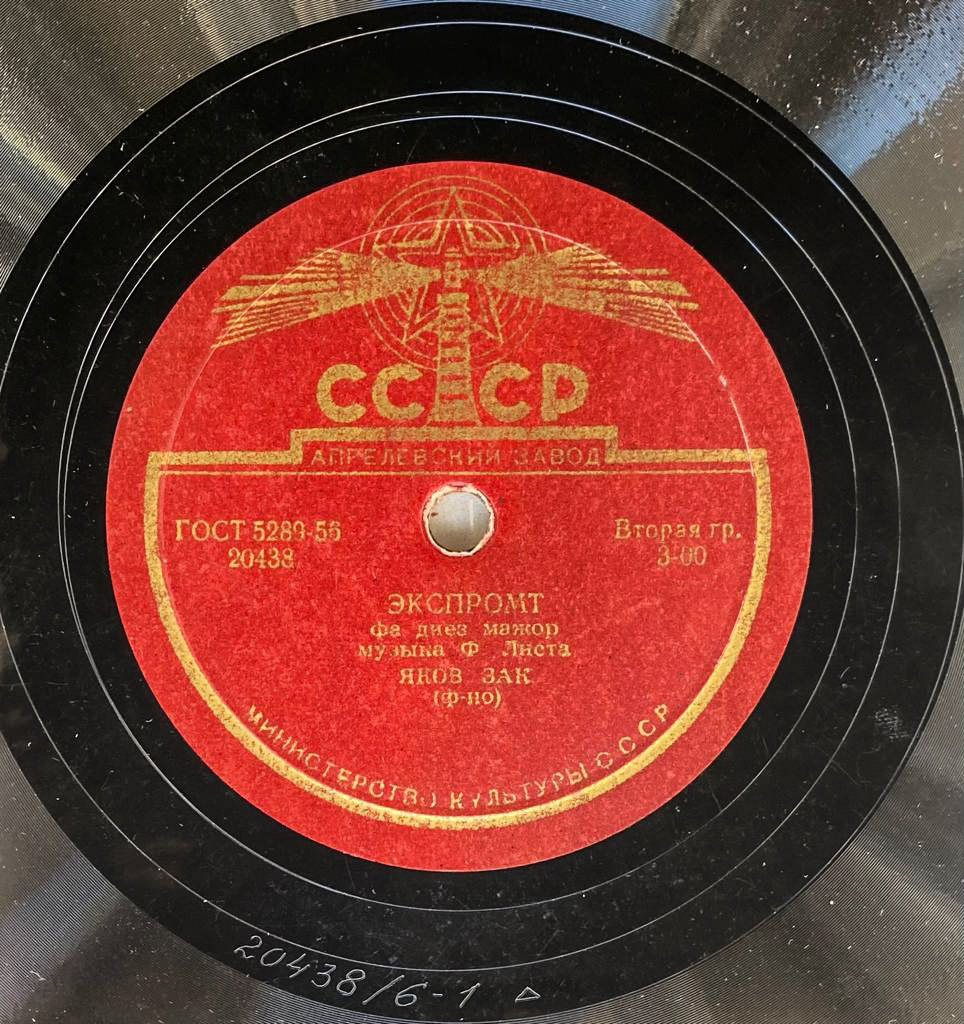 СССР
АПРЕЛЕВСКИЙ ЗАВОД
ГОСТ 5289-56
20438
Вторая гр.
3-00
ЭКСПРОМТ
фа диез мажор
музыка Ф Листа
ЯКОВ ЗАК
(ф-но)
МИНИСТЕРСТВО КУЛЬТУРЫ СССР
20438/6-1 △